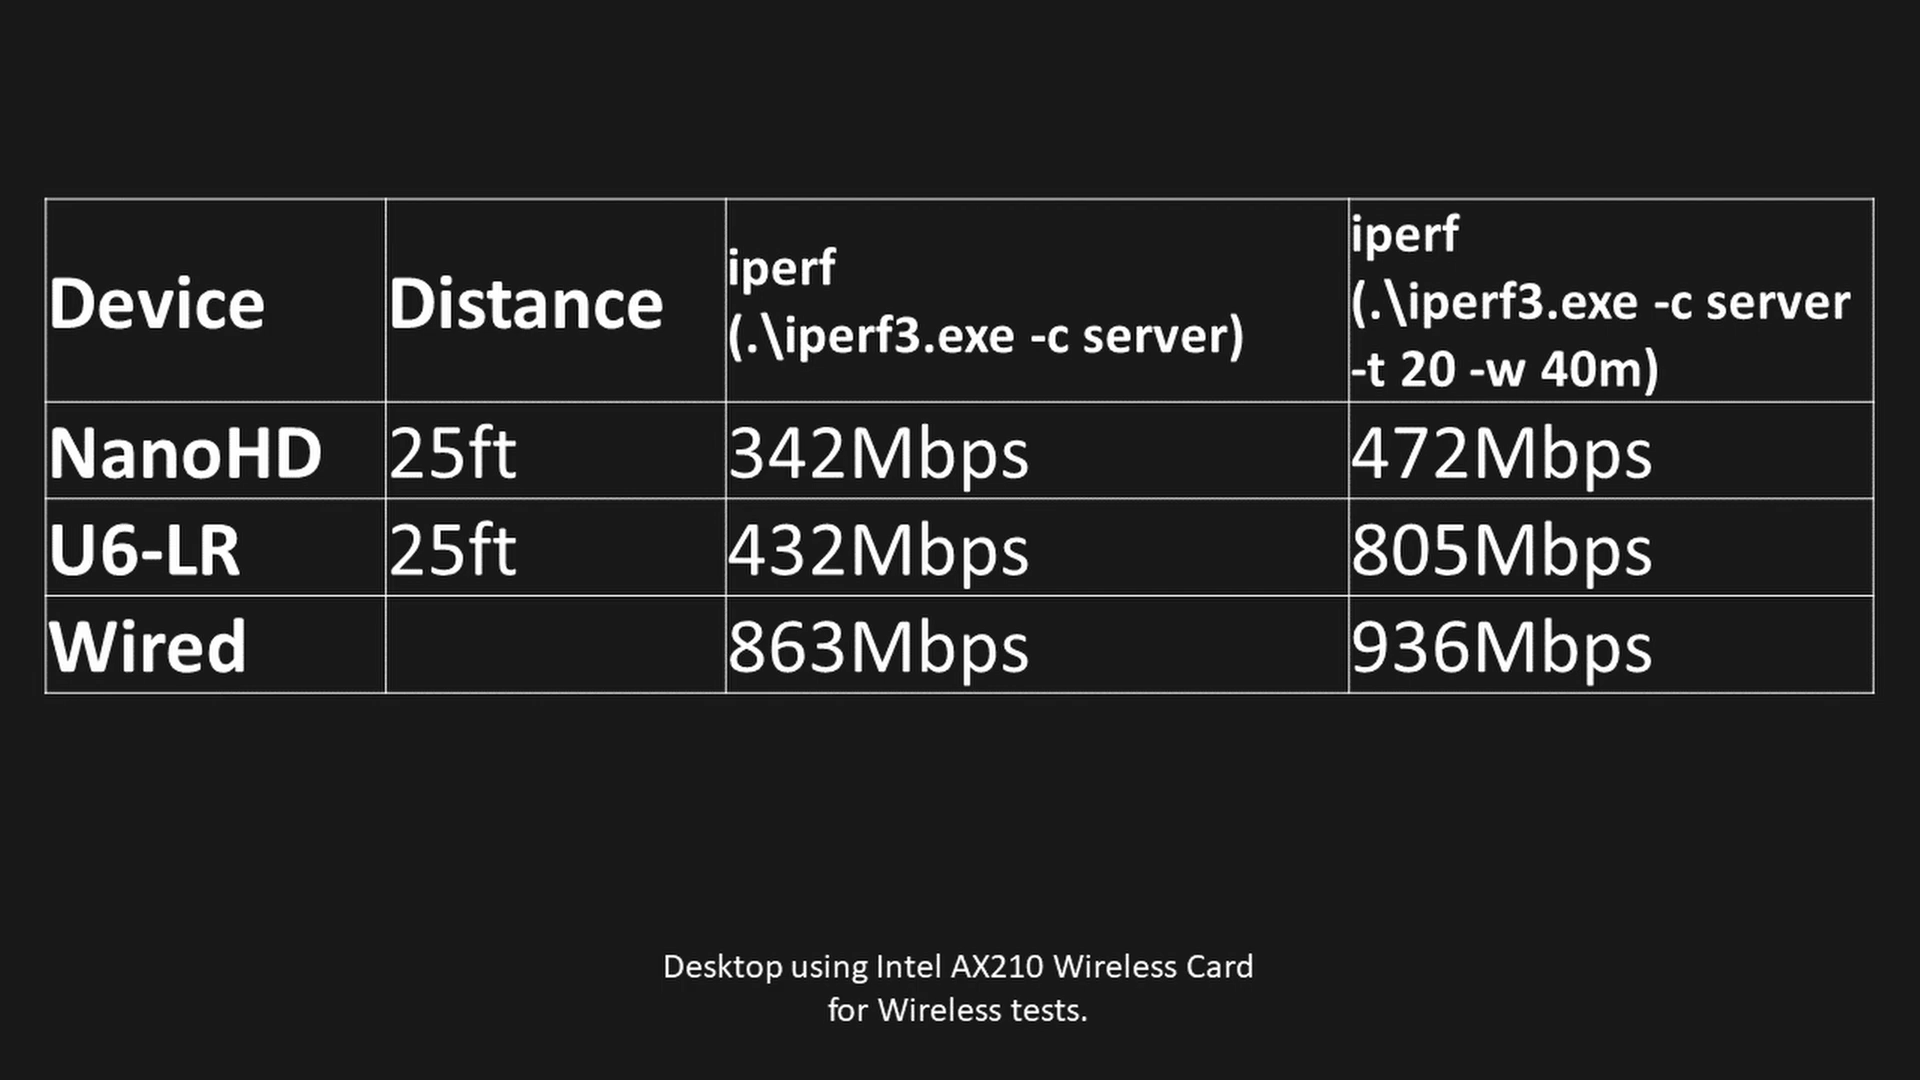 Device
Distance
iperf
(.\iperf3.exe -c server)
iperf
(.\iperf3.exe -c server
-t 20 -w 40m)
NanoHD
25ft
342Mbps
472Mbps
U6-LR
25ft
432Mbps
805Mbps
Wired
863Mbps
936Mbps
Desktop using Intel AX210 Wireless Card
for Wireless tests.